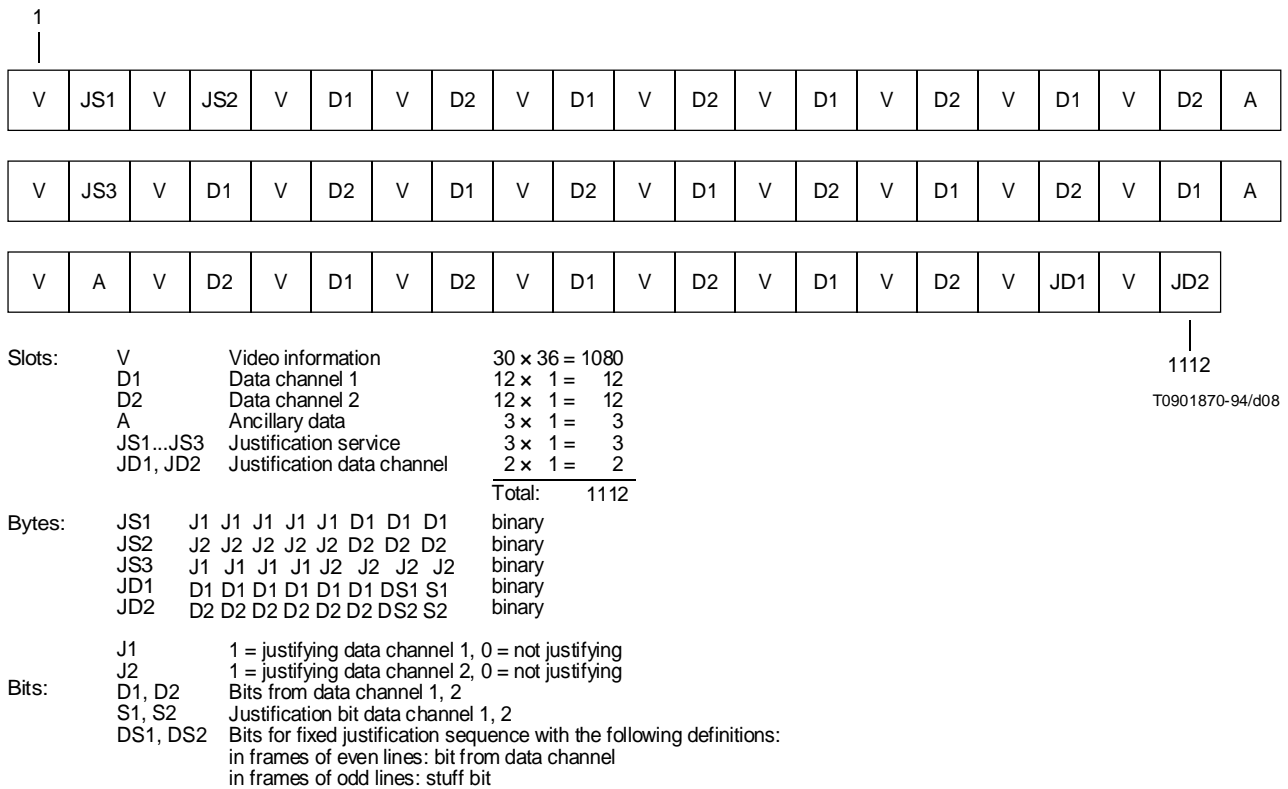 1
V JS1 V JS2 V D1 V D2 V D1 V D2 V D1 V D2 V D1 V D2 A
V JS3 V D1 V D2 V D1 V D2 V D1 V D2 V D1 V D2 V D1 A
V A V D2 V D1 V D2 V D1 V D2 V D1 V D2 V JD1 V JD2
1112
T0901870-94/d08
Slots: V Video information 30 × 36 = 1080
D1 Data channel 1 12 × 1 = 12
D2 Data channel 2 12 × 1 = 12
A Ancillary data 3 × 1 = 3
JS1...JS3 Justification service 3 × 1 = 3
JD1, JD2 Justification data channel 2 × 1 = 2
Total: 1112
Bytes: JS1 J1 J1 J1 J1 J1 D1 D1 D1 binary
JS2 J2 J2 J2 J2 J2 D2 D2 D2 binary
JS3 J1 J1 J1 J1 J2 J2 J2 J2 binary
JD1 D1 D1 D1 D1 D1 D1 DS1 S1 binary
JD2 D2 D2 D2 D2 D2 D2 DS2 S2 binary
J1 1 = justifying data channel 1, 0 = not justifying
J2 1 = justifying data channel 2, 0 = not justifying
Bits: D1, D2 Bits from data channel 1, 2
S1, S2 Justification bit data channel 1, 2
DS1, DS2 Bits for fixed justification sequence with the following definitions:
in frames of even lines: bit from data channel
in frames of odd lines: stuff bit